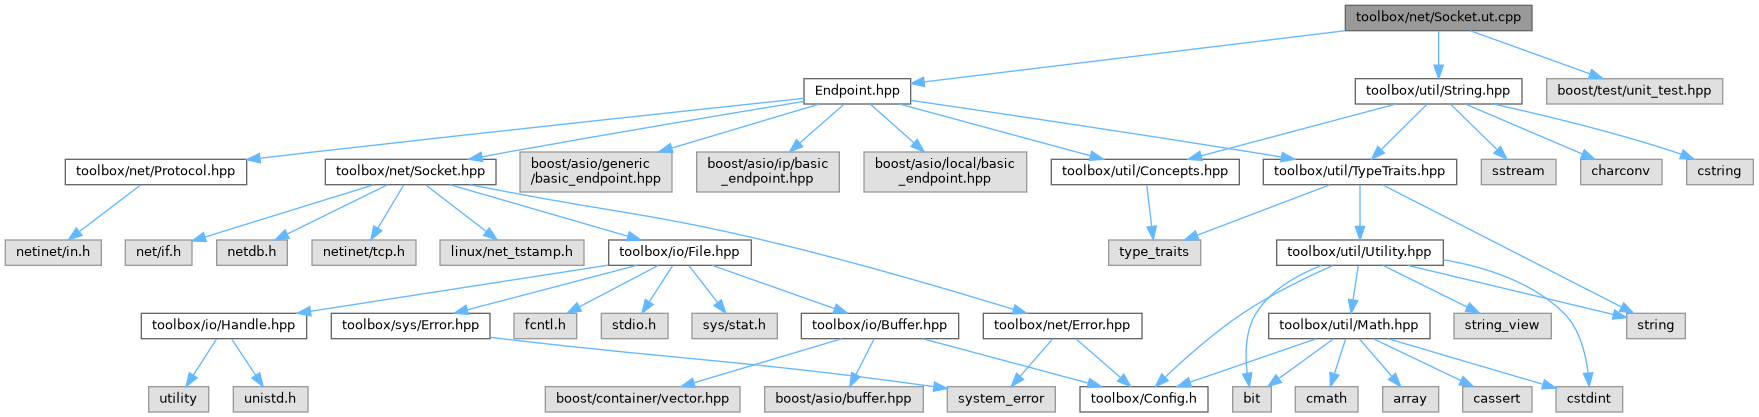 toolbox/net/Socket.ut.cpp
Endpoint.hpp
toolbox/util/String.hpp
boost/test/unit_test.hpp
toolbox/net/Protocol.hpp
toolbox/net/Socket.hpp
boost/asio/generic
/basic_endpoint.hpp
boost/asio/ip/basic
_endpoint.hpp
boost/asio/local/basic
_endpoint.hpp
toolbox/util/Concepts.hpp
toolbox/util/TypeTraits.hpp
sstream
charconv
cstring
netinet/in.h
net/if.h
netdb.h
netinet/tcp.h
linux/net_tstamp.h
toolbox/io/File.hpp
type_traits
toolbox/util/Utility.hpp
toolbox/io/Handle.hpp
toolbox/sys/Error.hpp
fcntl.h
stdio.h
sys/stat.h
toolbox/io/Buffer.hpp
toolbox/net/Error.hpp
toolbox/util/Math.hpp
string_view
string
utility
unistd.h
boost/container/vector.hpp
boost/asio/buffer.hpp
system_error
toolbox/Config.h
bit
cmath
array
cassert
cstdint